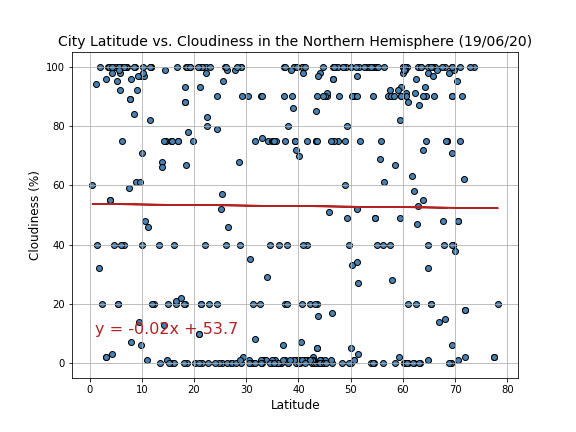 City Latitude vs. Cloudiness in the Northern Hemisphere (19/06/20)
100
80
60
40
20
0
Cloudiness (%)
y = -0.02x + 53.7
0 10 20 30 40 50 60 70 80
Latitude